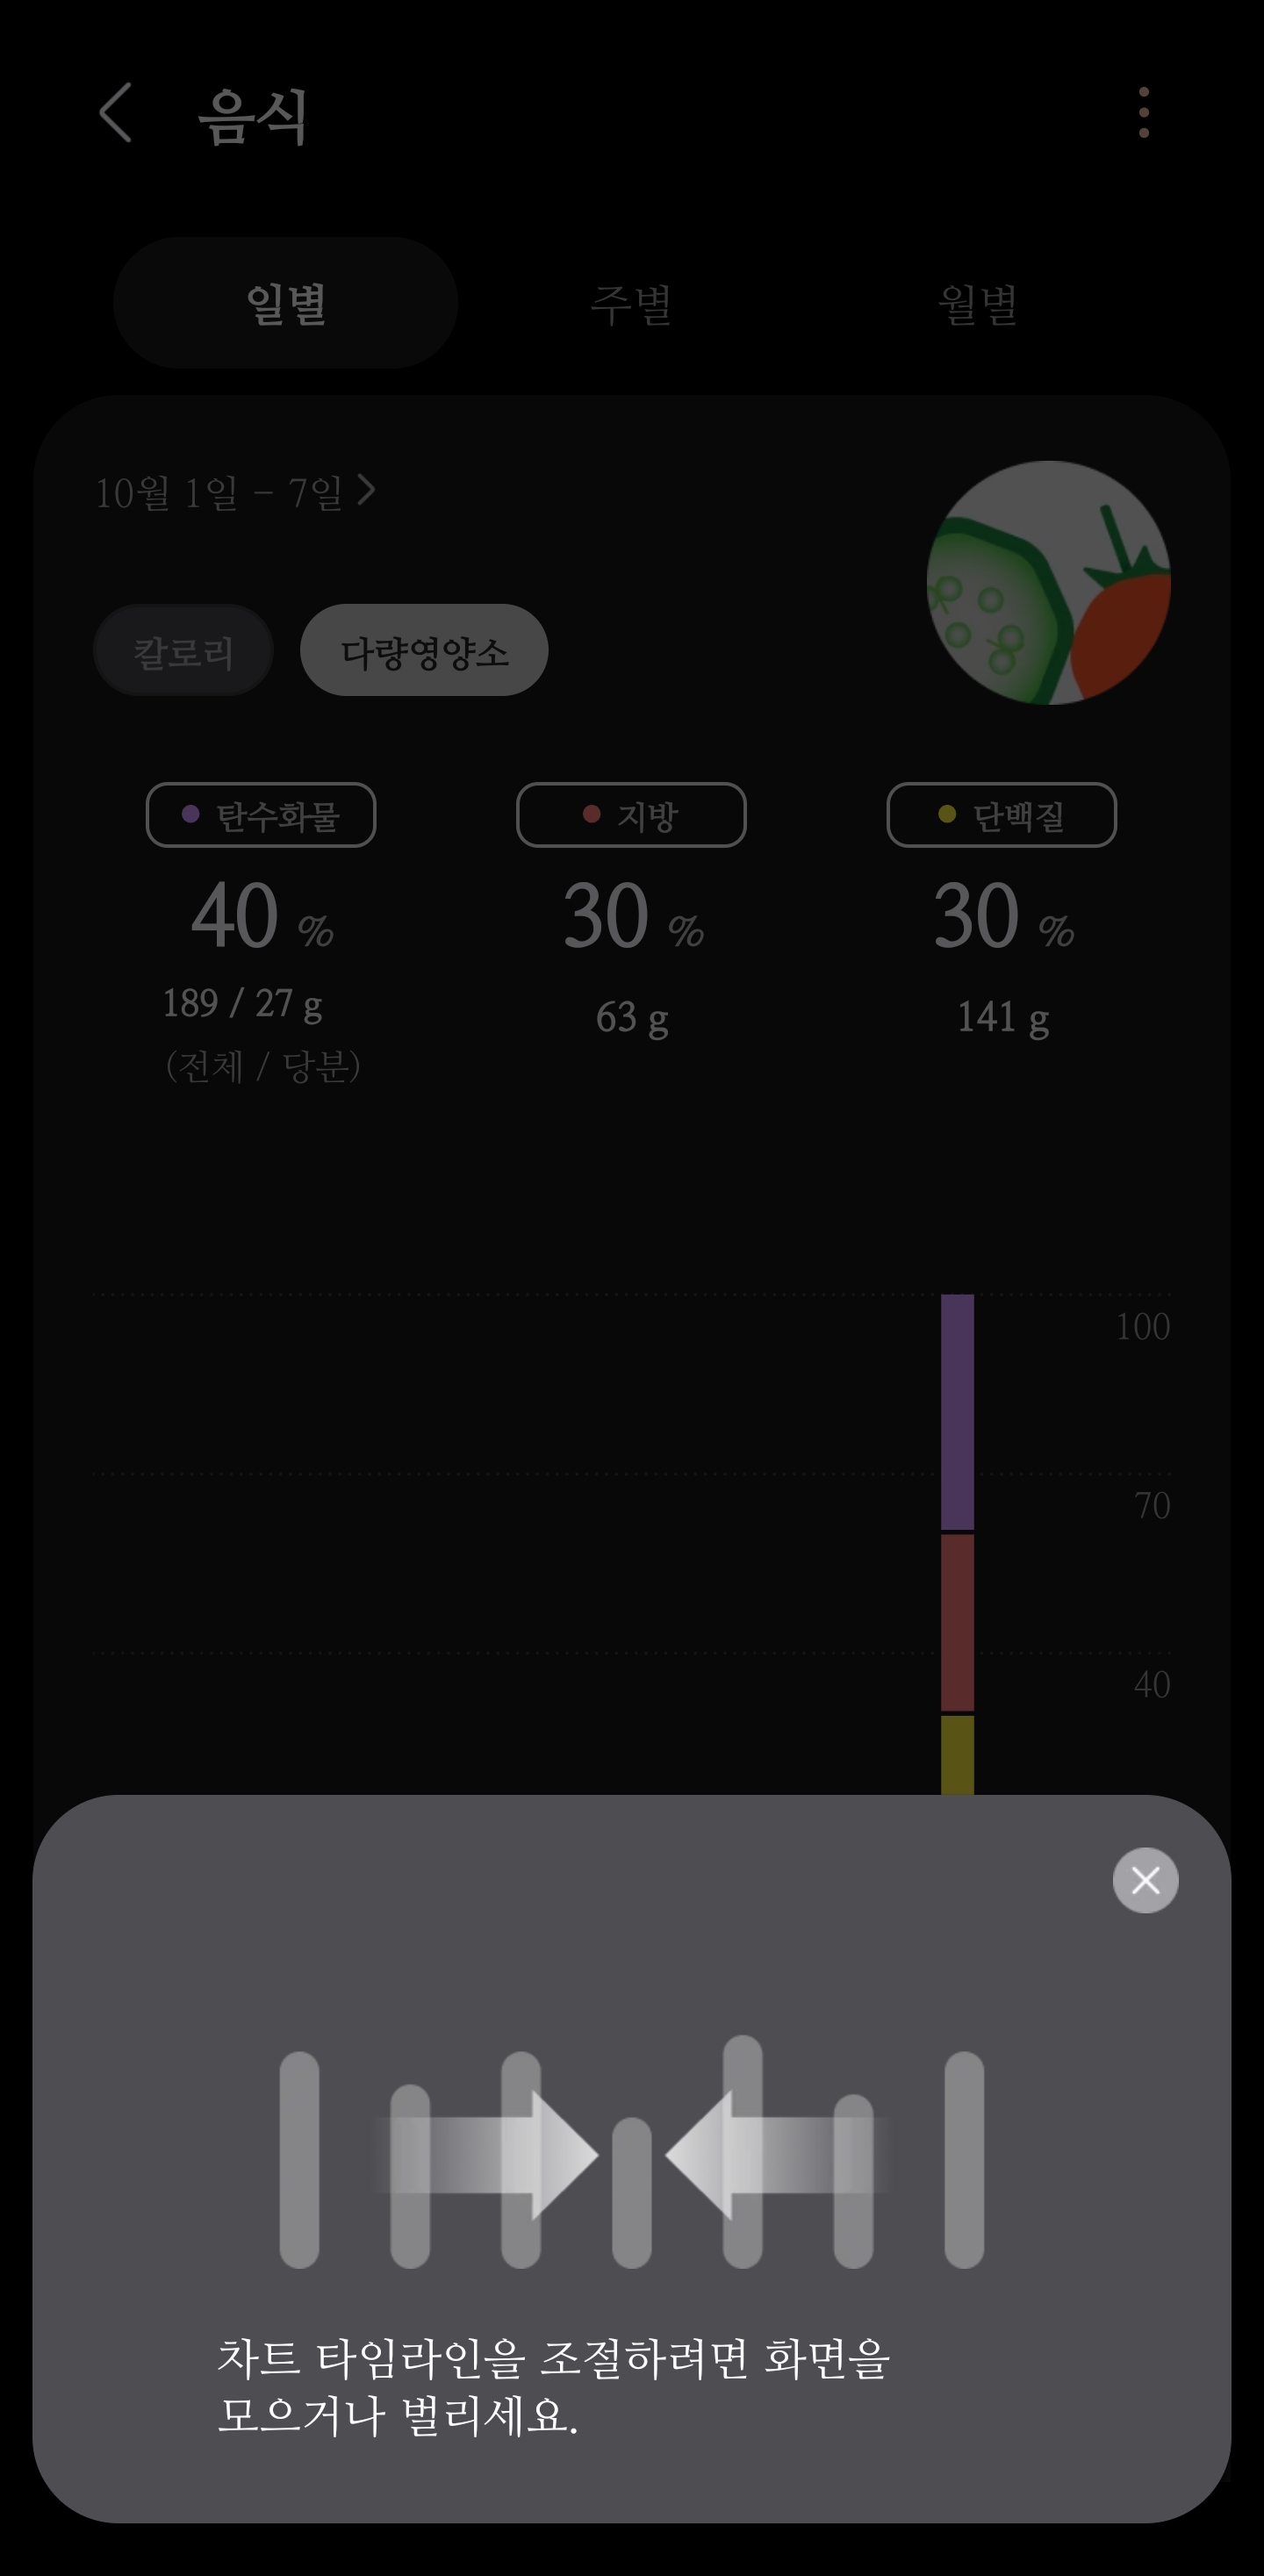 음식
일별 주별 월별
10월 1일 - 7일
칼로리 다량영양소
탄수화물 지방 단백질
40 % 30 % 30 %
189 / 27 g 63 g 141 g
(전체 / 당분)
100
70
40
차트 타임라인을 조절하려면 화면을
모으거나 벌리세요.